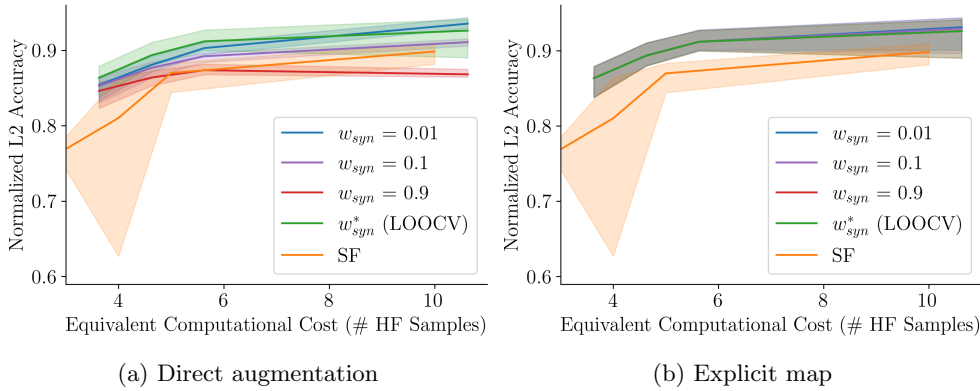 Normalized L2 Accuracy
0.9
0.8
0.7
0.6
4
6
8
10
Equivalent Computational Cost (# HF Samples)
w_syn = 0.01
w_syn = 0.1
w_syn = 0.9
w*_syn (LOOCV)
SF
(a) Direct augmentation
Normalized L2 Accuracy
0.9
0.8
0.7
0.6
4
6
8
10
Equivalent Computational Cost (# HF Samples)
w_syn = 0.01
w_syn = 0.1
w_syn = 0.9
w*_syn (LOOCV)
SF
(b) Explicit map